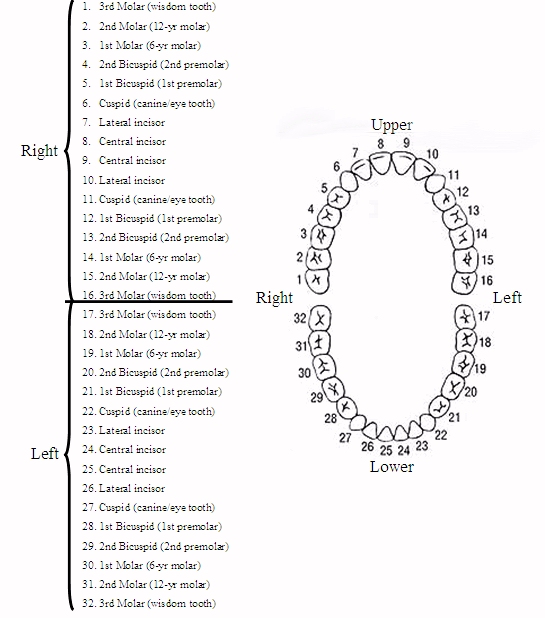 1. 3rd Molar (wisdom tooth)
2. 2nd Molar (12-yr molar)
3. 1st Molar (6-yr molar)
4. 2nd Bicuspid (2nd premolar)
5. 1st Bicuspid (1st premolar)
6. Cuspid (canine/eye tooth)
7. Lateral incisor
8. Central incisor
9. Central incisor
10. Lateral incisor
11. Cuspid (canine/eye tooth)
12. 1st Bicuspid (1st premolar)
13. 2nd Bicuspid (2nd premolar)
14. 1st Molar (6-yr molar)
15. 2nd Molar (12-yr molar)
16. 3rd Molar (wisdom tooth)
Right
17. 3rd Molar (wisdom tooth)
18. 2nd Molar (12-yr molar)
19. 1st Molar (6-yr molar)
20. 2nd Bicuspid (2nd premolar)
21. 1st Bicuspid (1st premolar)
22. Cuspid (canine/eye tooth)
23. Lateral incisor
24. Central incisor
25. Central incisor
26. Lateral incisor
27. Cuspid (canine/eye tooth)
28. 1st Bicuspid (1st premolar)
29. 2nd Bicuspid (2nd premolar)
30. 1st Molar (6-yr molar)
31. 2nd Molar (12-yr molar)
32. 3rd Molar (wisdom tooth)
Left
Upper
1
2
3
4
5
6
7
8
9
10
11
12
13
14
15
16
Right
Left
17
18
19
20
21
22
23
24
25
26
27
28
29
30
31
32
Lower